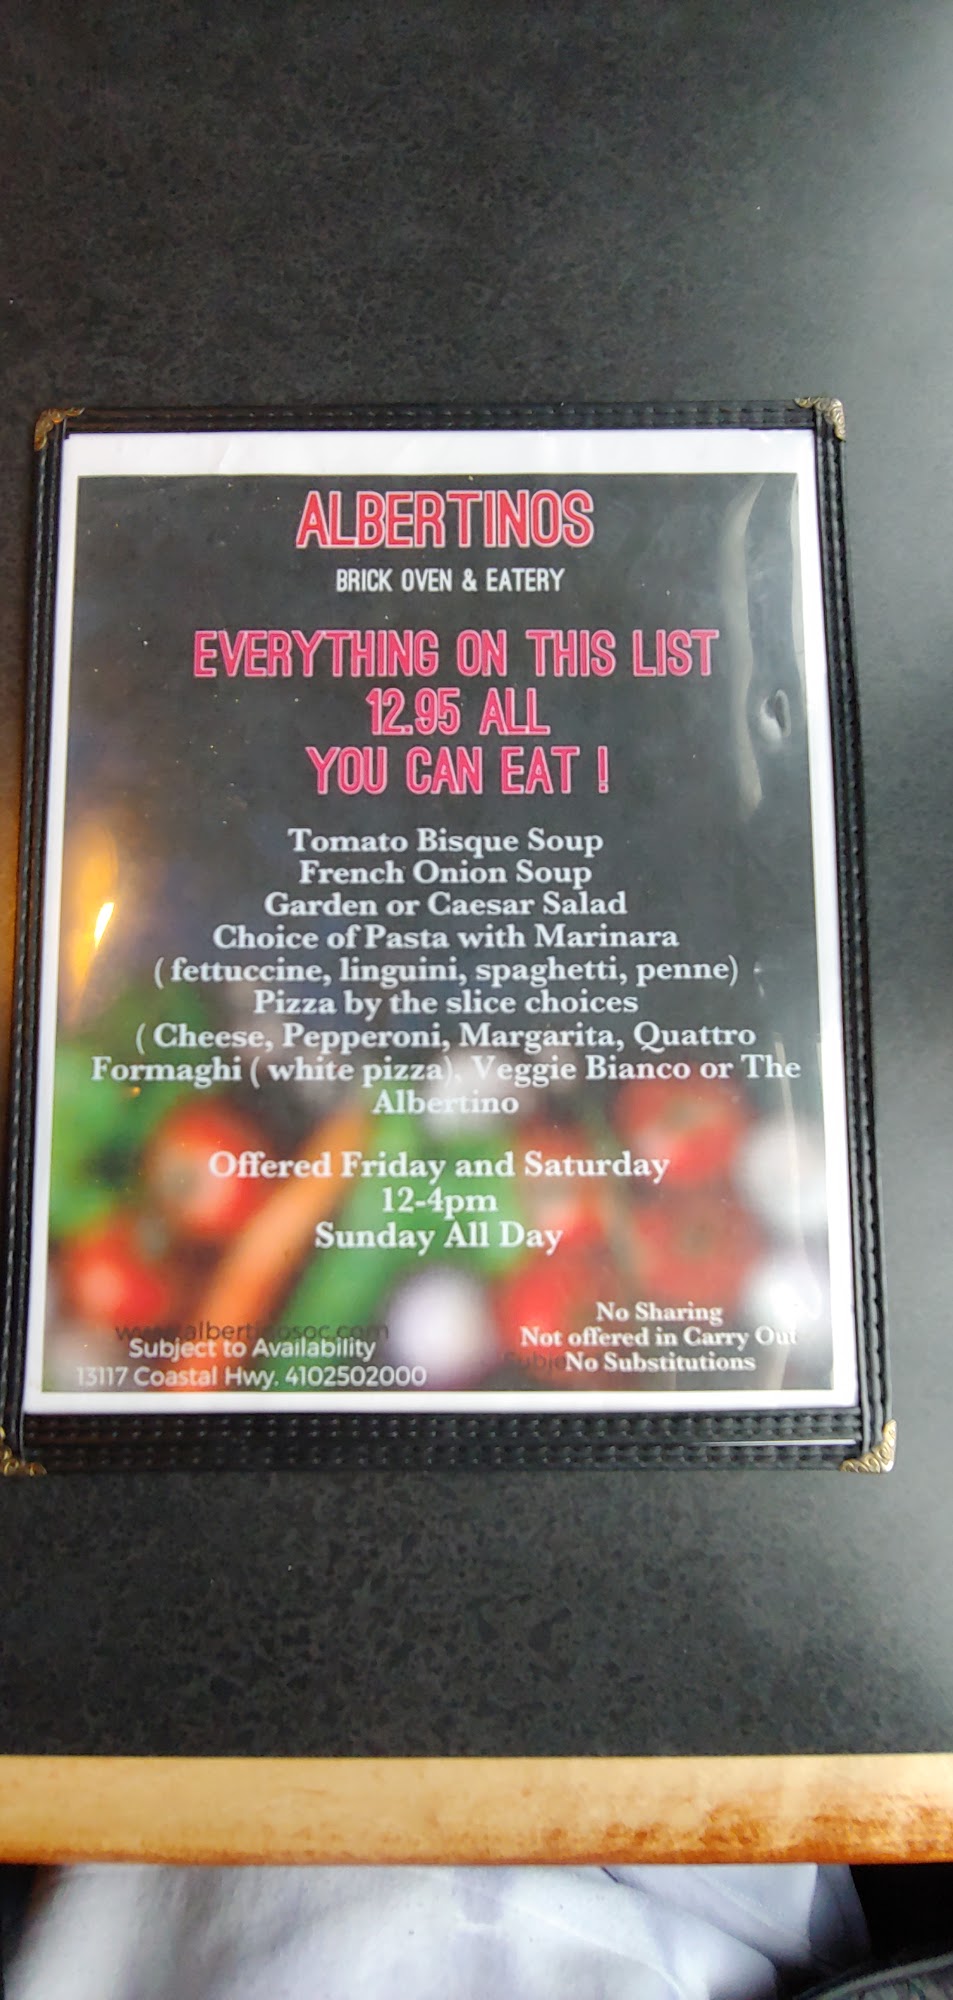 ALBERTINOS
BRICK OVEN & EATERY
EVERYTHING ON THIS LIST
12.95 ALL
YOU CAN EAT !
Tomato Bisque Soup
French Onion Soup
Garden or Caesar Salad
Choice of Pasta with Marinara
( fettuccine, linguini, spaghetti, penne)
Pizza by the slice choices
( Cheese, Pepperoni, Margarita, Quattro
Formaghi ( white pizza), Veggie Bianco or The
Albertino
Offered Friday and Saturday
12-4pm
Sunday All Day
www.albertinosoc.com
Subject to Availability
13117 Coastal Hwy. 4102502000
No Sharing
Not offered in Carry Out
No Substitutions